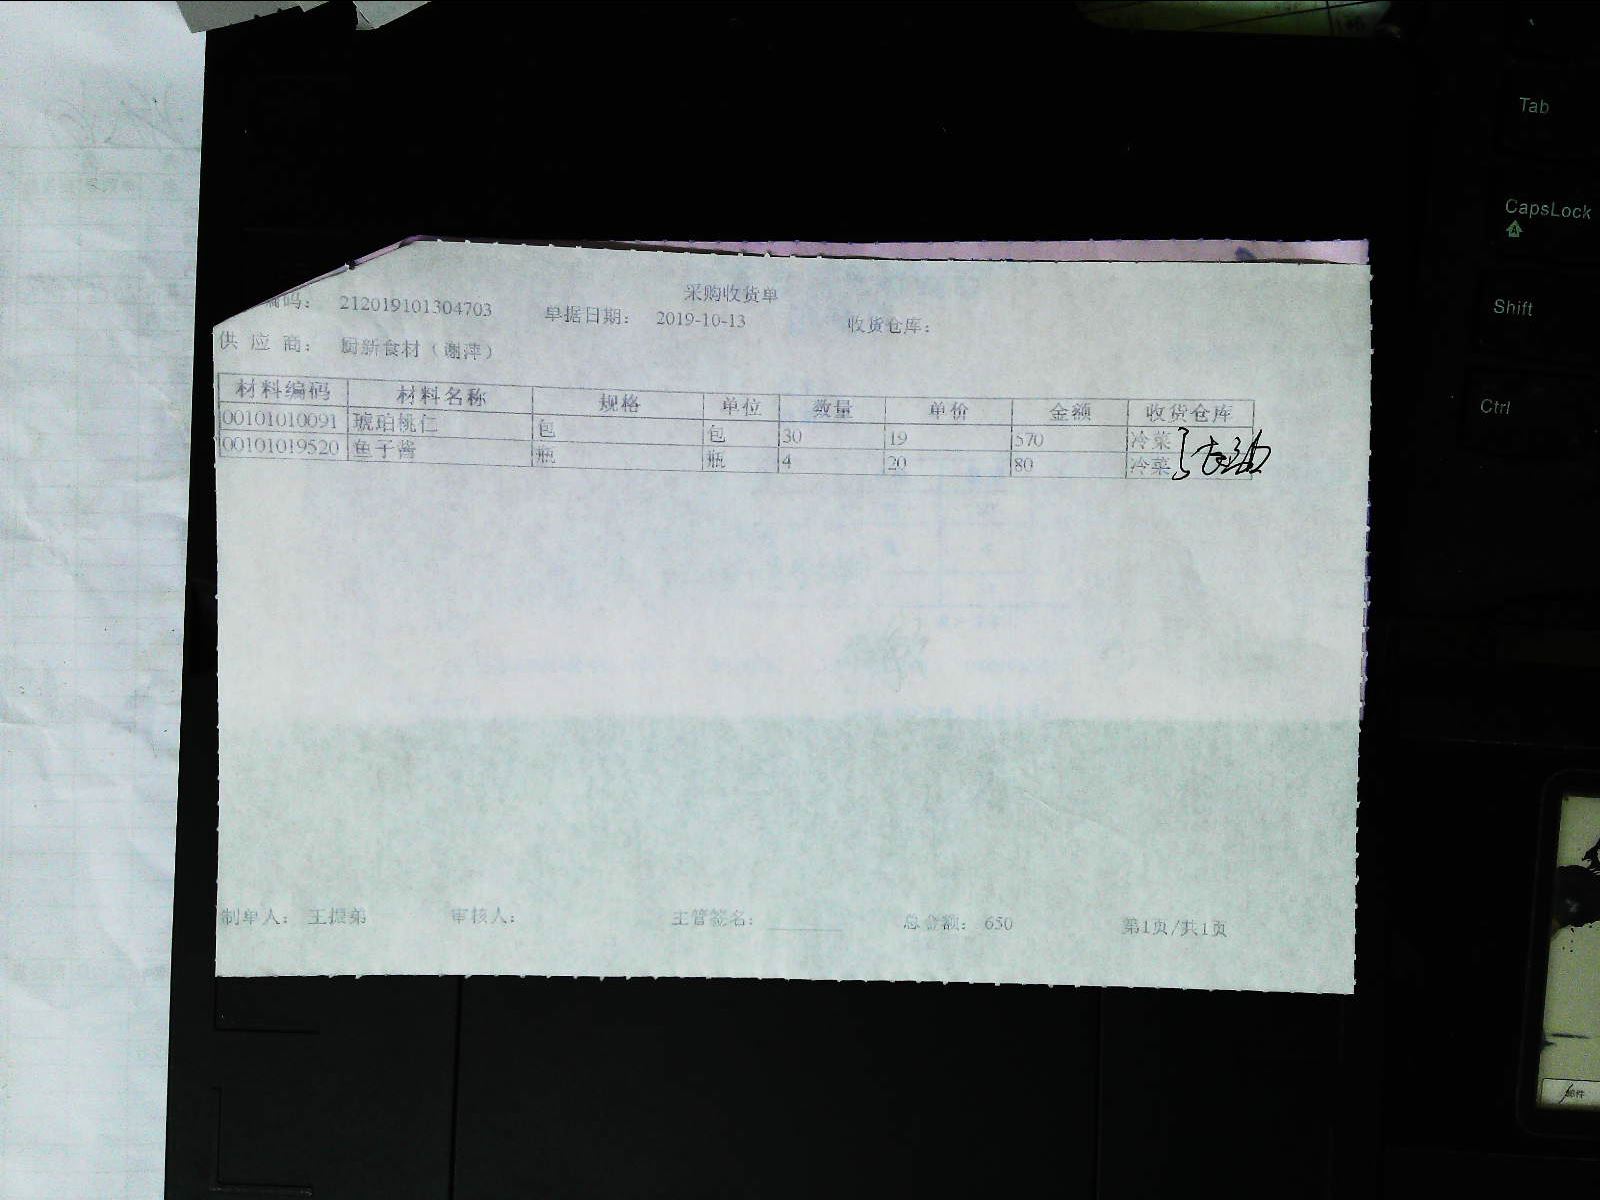 采购收货单
编码： 212019101304703 单据日期： 2019-10-13 收货仓库：
供 应 商： 厨新食材（谢萍）
材料编码 材料名称 规格 单位 数量 单价 金额 收货仓库
00101010091 琥珀桃仁 包 包 30 19 570 冷菜
00101019520 鱼子酱 瓶 瓶 4 20 80 冷菜
制单人： 王振弟 审核人： 主管签名： 总金额： 650 第1页/共1页
Tab
CapsLock
Shift
Ctrl
邮件